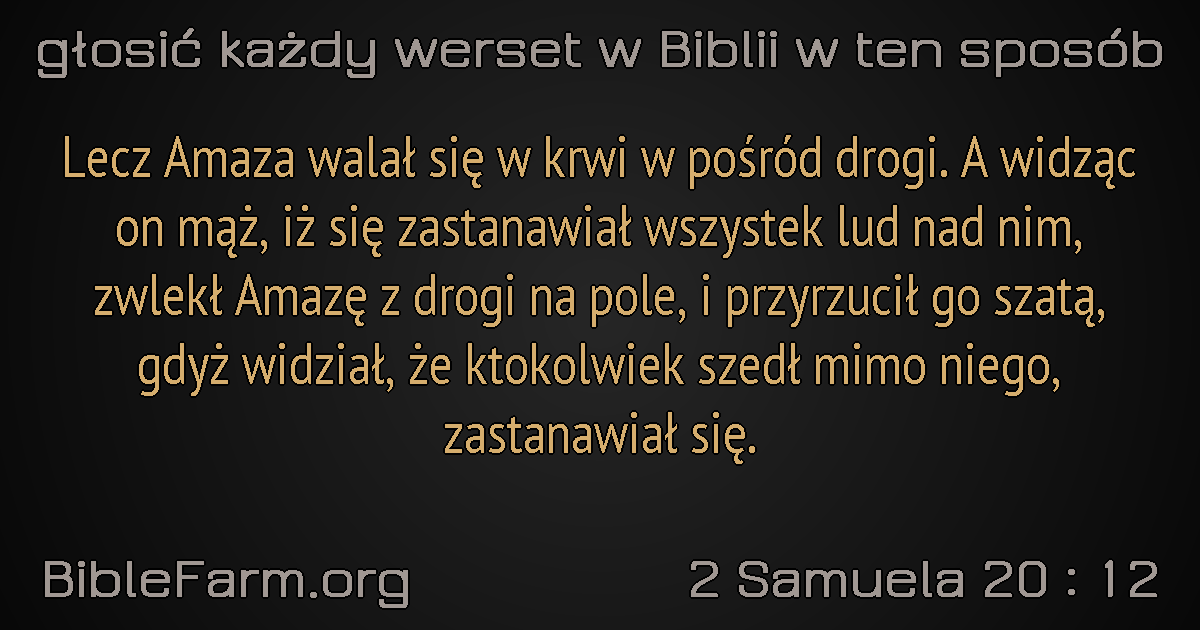 głosić każdy werset w Biblii w ten sposób
Lecz Amaza walał się w krwi w pośród drogi. A widząc
on mąż, iż się zastanawiał wszystek lud nad nim,
zwlekł Amazę z drogi na pole, i przyrzucił go szatą,
gdyż widział, że ktokolwiek szedł mimo niego,
zastanawiał się.
BibleFarm.org
2 Samuela 20 : 12